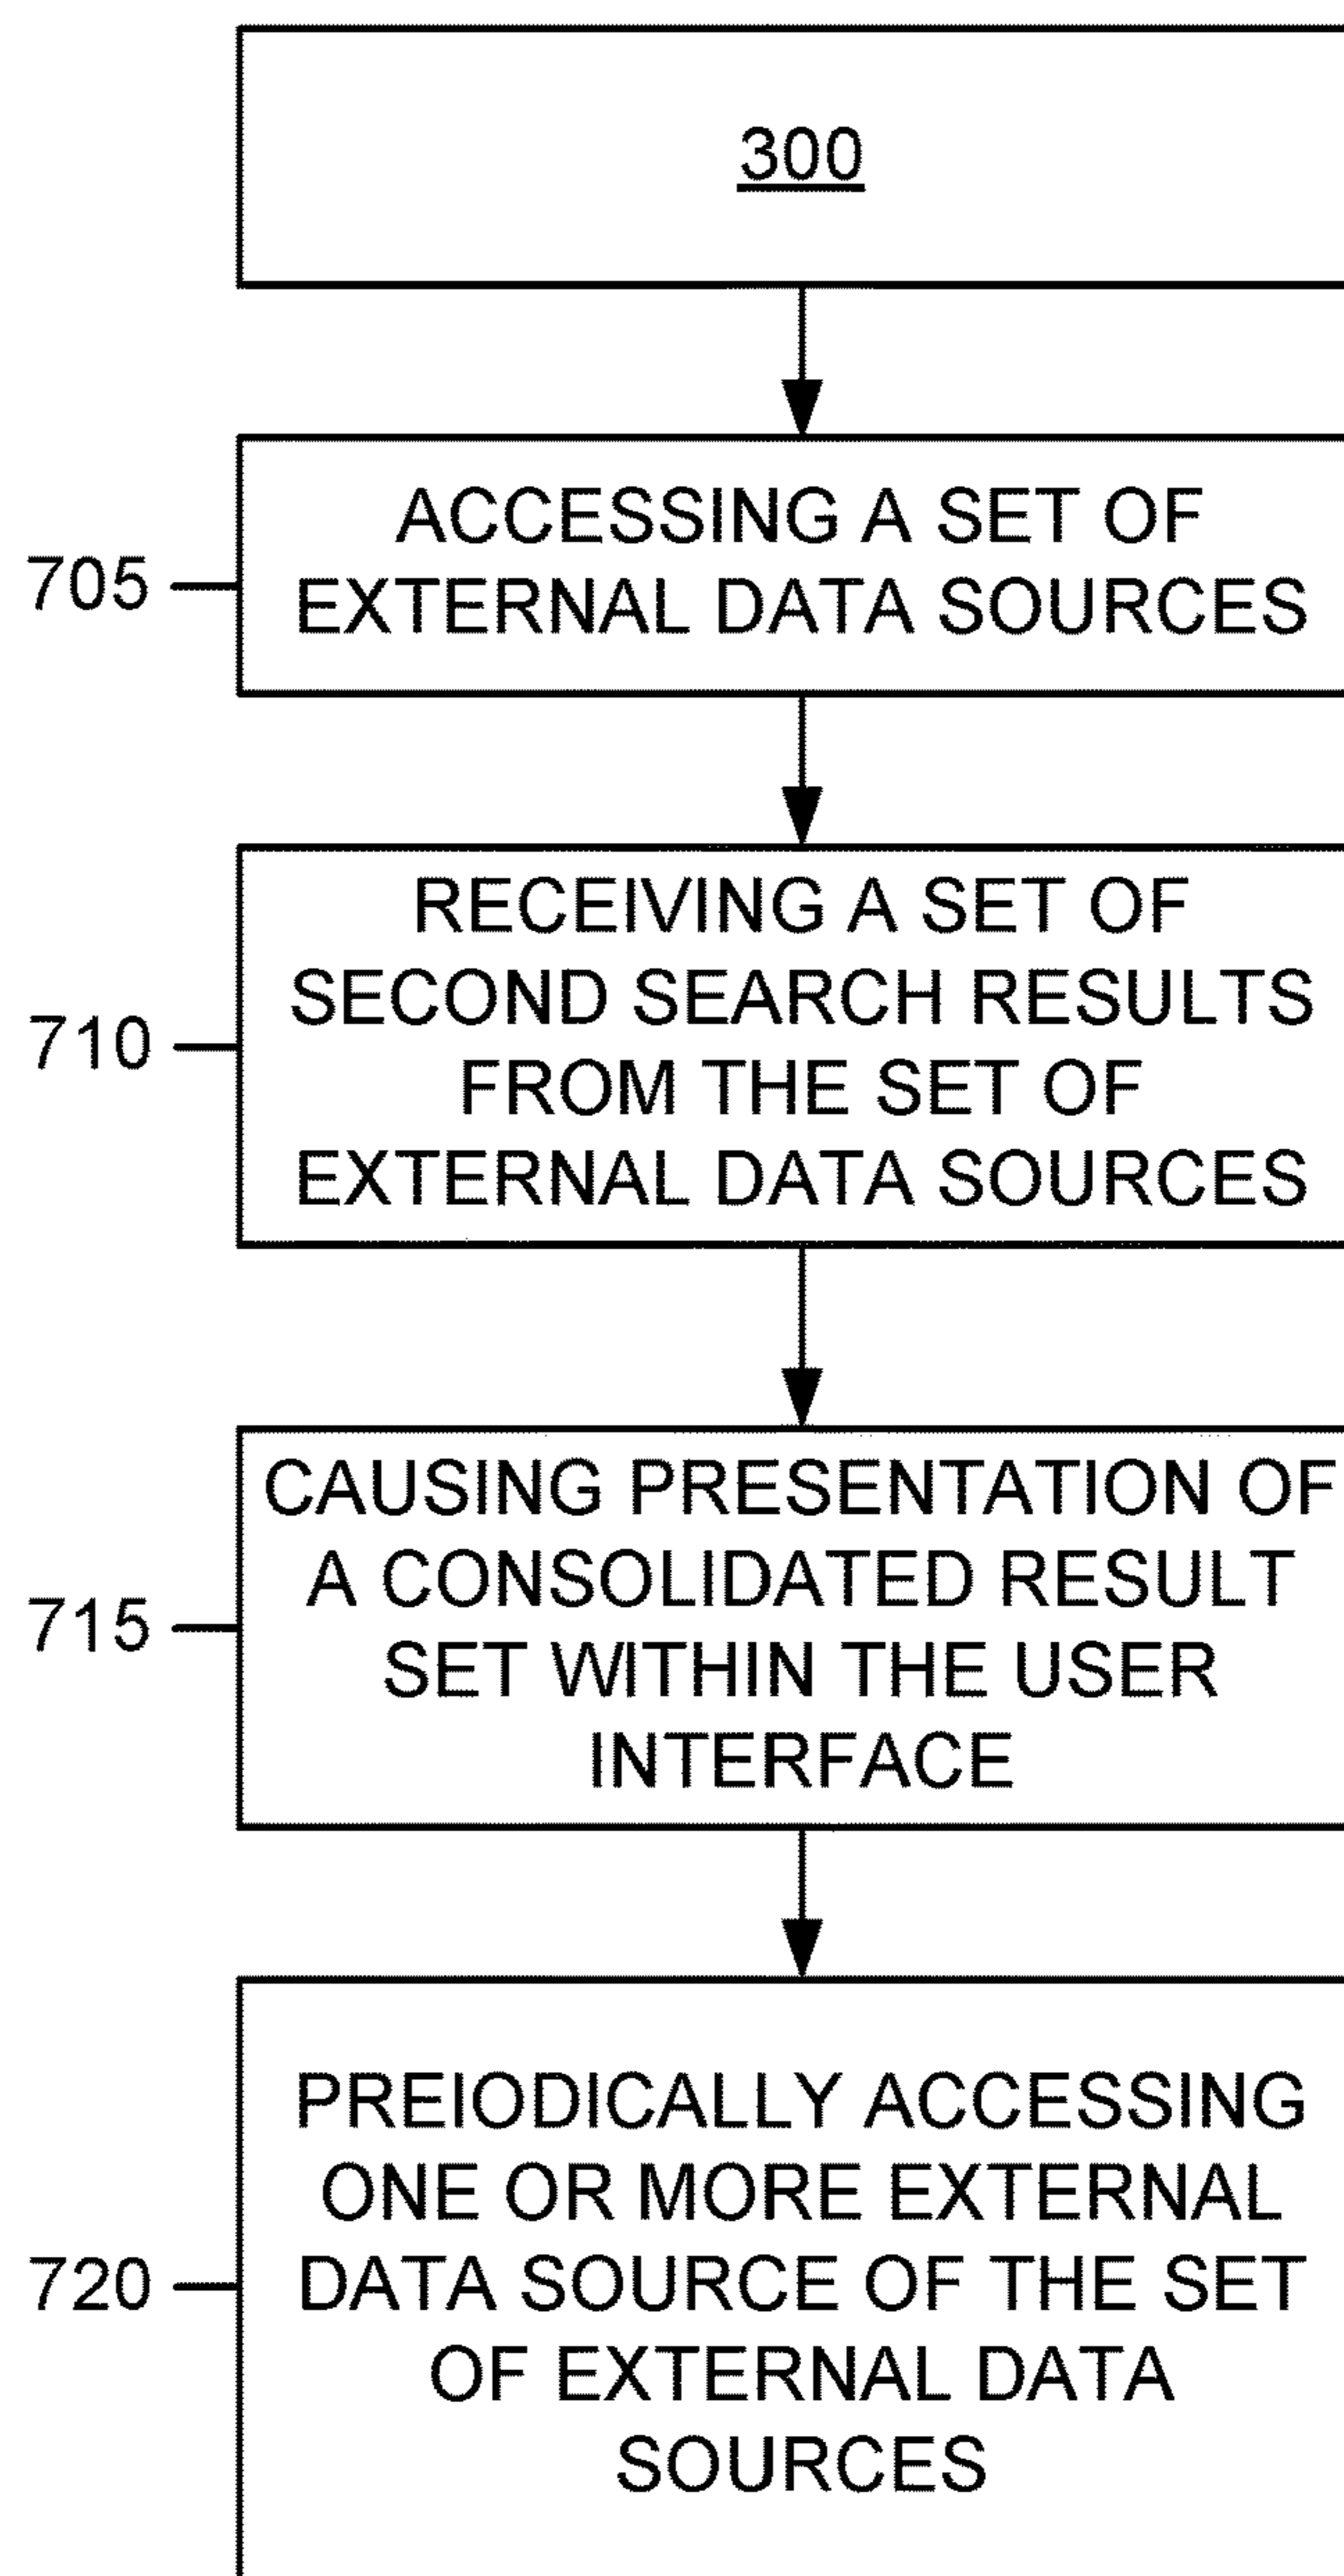 300
ACCESSING A SET OF
EXTERNAL DATA SOURCES
705
RECEIVING A SET OF
SECOND SEARCH RESULTS
FROM THE SET OF
EXTERNAL DATA SOURCES
710
CAUSING PRESENTATION OF
A CONSOLIDATED RESULT
SET WITHIN THE USER
INTERFACE
715
PREIODICALLY ACCESSING
ONE OR MORE EXTERNAL
DATA SOURCE OF THE SET
OF EXTERNAL DATA
SOURCES
720